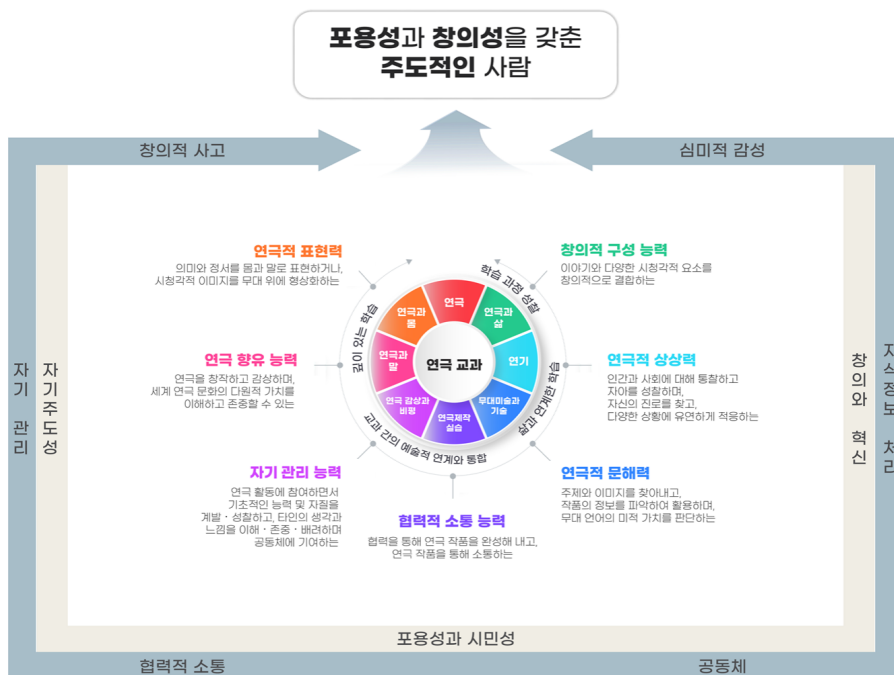 포용성과 창의성을 갖춘
주도적인 사람
창의적 사고
심미적 감성
연극적 표현력
의미와 정서를 몸과 말로 표현하거나,
시청각적 이미지를 무대 위에 형상화하는
창의적 구성 능력
이야기와 다양한 시청각적 요소를
창의적으로 결합하는
학습 과정 성찰
깊이 있는 학습
삶과 연계한 학습
교과 간의 예술적 연계와 통합
연극
연극과
삶
연기
무대미술과
기술
연극제작
실습
연극 감상과
비평
연극과
말
연극과
몸
연극 교과
연극 향유 능력
연극을 창작하고 감상하며,
세계 연극 문화의 다원적 가치를
이해하고 존중할 수 있는
연극적 상상력
인간과 사회에 대해 통찰하고
자아를 성찰하며,
자신의 진로를 찾고,
다양한 상황에 유연하게 적응하는
자기 관리
자기주도성
창의와 혁신
지식정보 처리
자기 관리 능력
연극 활동에 참여하면서
기초적인 능력 및 자질을
계발·성찰하고, 타인의 생각과
느낌을 이해·존중·배려하며
공동체에 기여하는
연극적 문해력
주제와 이미지를 찾아내고,
작품의 정보를 파악하여 활용하며,
무대 언어의 미적 가치를 판단하는
협력적 소통 능력
협력을 통해 연극 작품을 완성해 내고,
연극 작품을 통해 소통하는
포용성과 시민성
협력적 소통
공동체